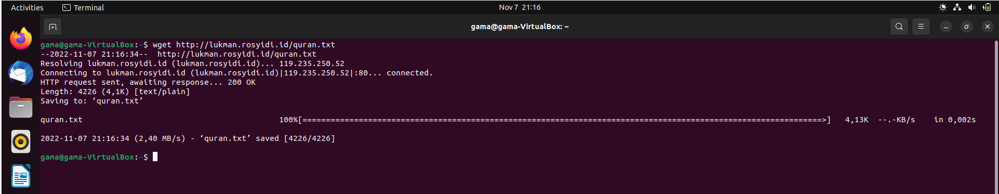 Activities Terminal Nov 7 21:16
gama@gama-VirtualBox: ~
gama@gama-VirtualBox:~$ wget http://lukman.rosyidi.id/quran.txt
--2022-11-07 21:16:34--  http://lukman.rosyidi.id/quran.txt
Resolving lukman.rosyidi.id (lukman.rosyidi.id)... 119.235.250.52
Connecting to lukman.rosyidi.id (lukman.rosyidi.id)|119.235.250.52|:80... connected.
HTTP request sent, awaiting response... 200 OK
Length: 4226 (4,1K) [text/plain]
Saving to: ‘quran.txt’
quran.txt 100%[===============================================================================================================>] 4,13K --.-KB/s in 0,002s
2022-11-07 21:16:34 (2,40 MB/s) - ‘quran.txt’ saved [4226/4226]
gama@gama-VirtualBox:~$